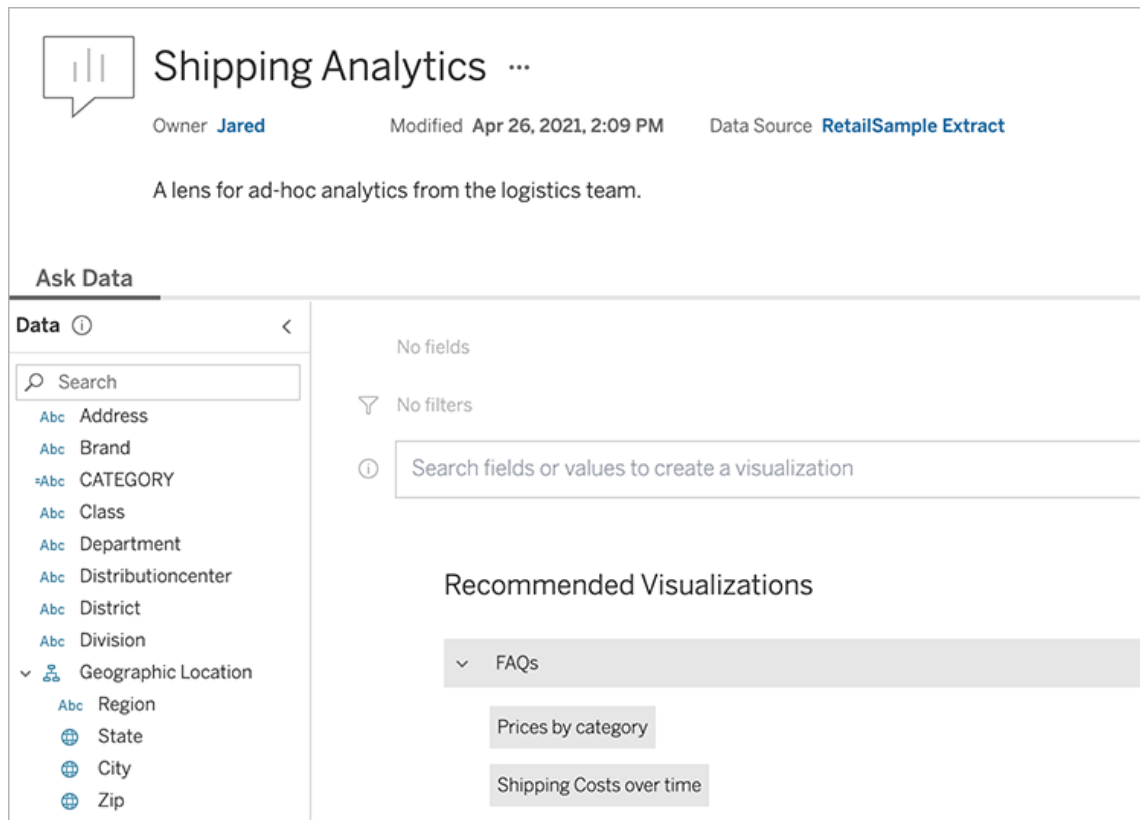 Shipping Analytics ···
Owner Jared Modified Apr 26, 2021, 2:09 PM Data Source RetailSample Extract
A lens for ad-hoc analytics from the logistics team.
Ask Data
Data
Search
Abc Address
Abc Brand
=Abc CATEGORY
Abc Class
Abc Department
Abc Distributioncenter
Abc District
Abc Division
Geographic Location
Abc Region
State
City
Zip
No fields
No filters
Search fields or values to create a visualization
Recommended Visualizations
FAQs
Prices by category
Shipping Costs over time